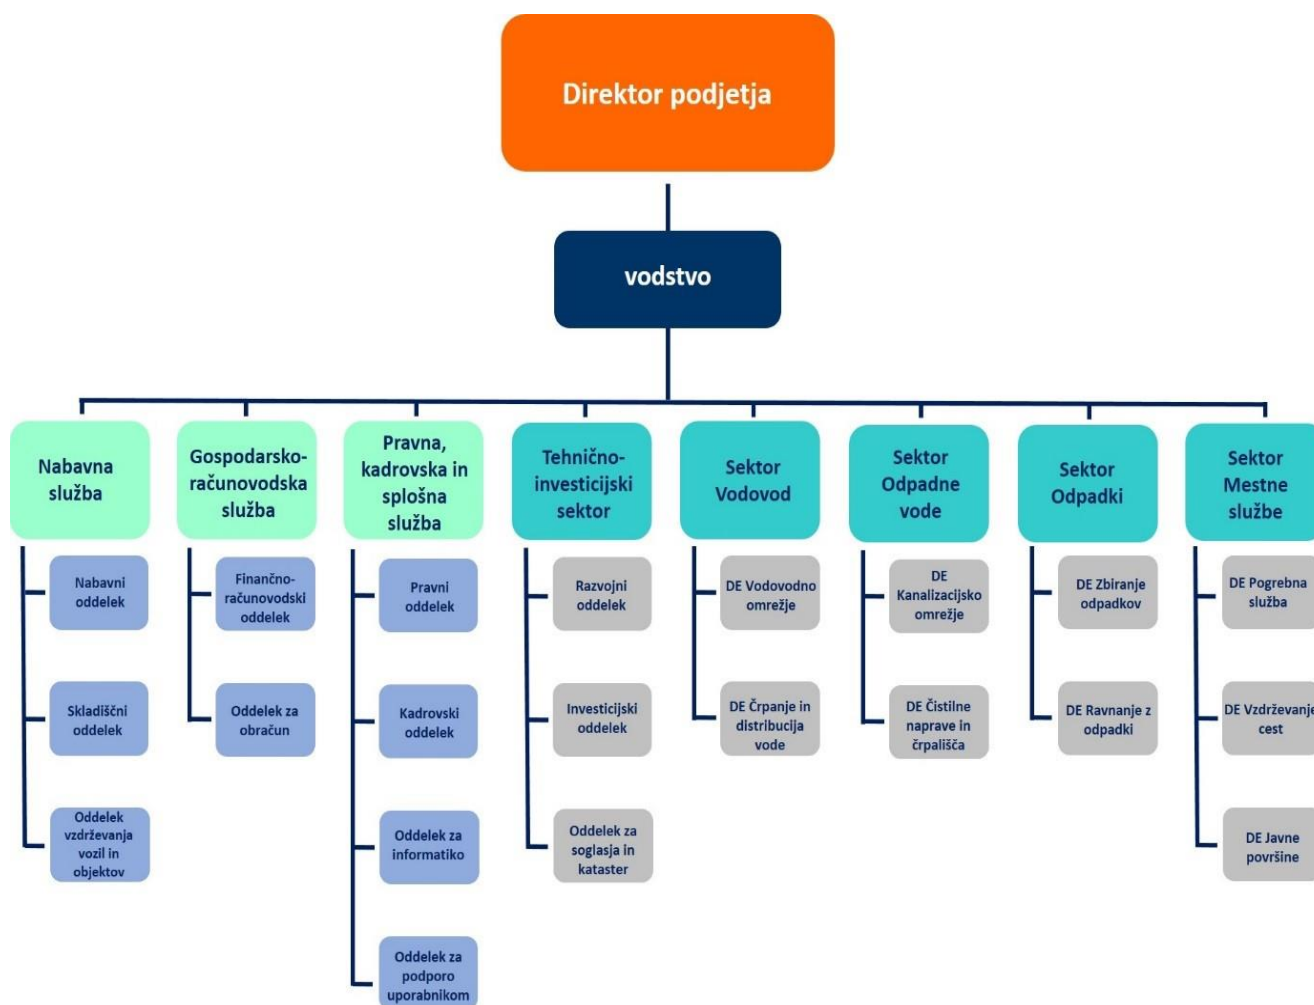 Direktor podjetja
vodstvo
Nabavna
služba
Gospodarsko-
računovodska
služba
Pravna,
kadrovska in
splošna
služba
Tehnično-
investicijski
sektor
Sektor
Vodovod
Sektor
Odpadne
vode
Sektor
Odpadki
Sektor
Mestne
službe
Nabavni
oddelek
Skladiščni
oddelek
Oddelek
vzdrževanja
vozil in
objektov
Finančno-
računovodski
oddelek
Oddelek za
obračun
Pravni
oddelek
Kadrovski
oddelek
Oddelek za
informatiko
Oddelek za
podporo
uporabnikom
Razvojni
oddelek
Investicijski
oddelek
Oddelek za
soglasja in
kataster
DE Vodovodno
omrežje
DE Črpanje in
distribucija
vode
DE
Kanalizacijsko
omrežje
DE Čistilne
naprave in
črpališča
DE Zbiranje
odpadkov
DE Ravnanje z
odpadki
DE Pogrebna
služba
DE Vzdrževanje
cest
DE Javne
površine